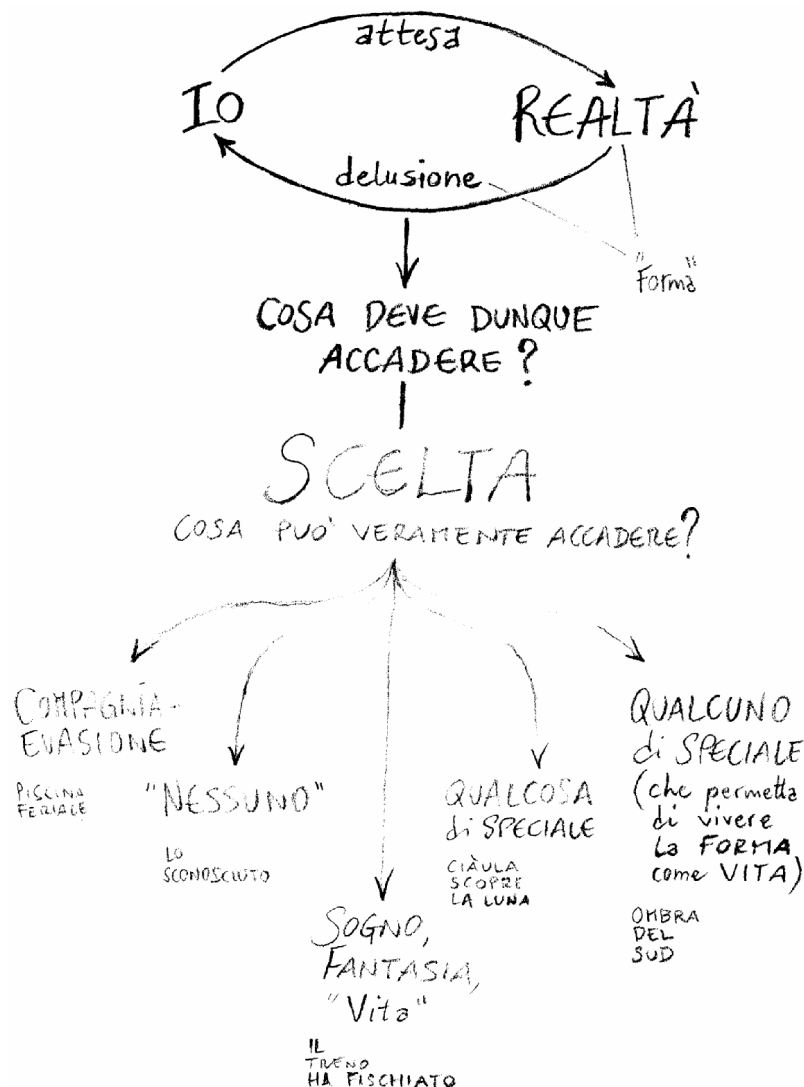 attesa
IO
REALTÀ
delusione
"Forma"
COSA DEVE DUNQUE
ACCADERE?
SCELTA
COSA PUO' VERAMENTE ACCADERE?
COMPAGNIA-
EVASIONE
PISCINA
FERIALE
"NESSUNO"
LO
SCONOSCIUTO
SOGNO,
FANTASIA,
"Vita"
IL
TRENO
HA FISCHIATO
QUALCOSA
di SPECIALE
CIÀULA
SCOPRE
LA LUNA
QUALCUNO
di SPECIALE
(che permetta
di vivere
la FORMA
come VITA)
OMBRA
DEL
SUD